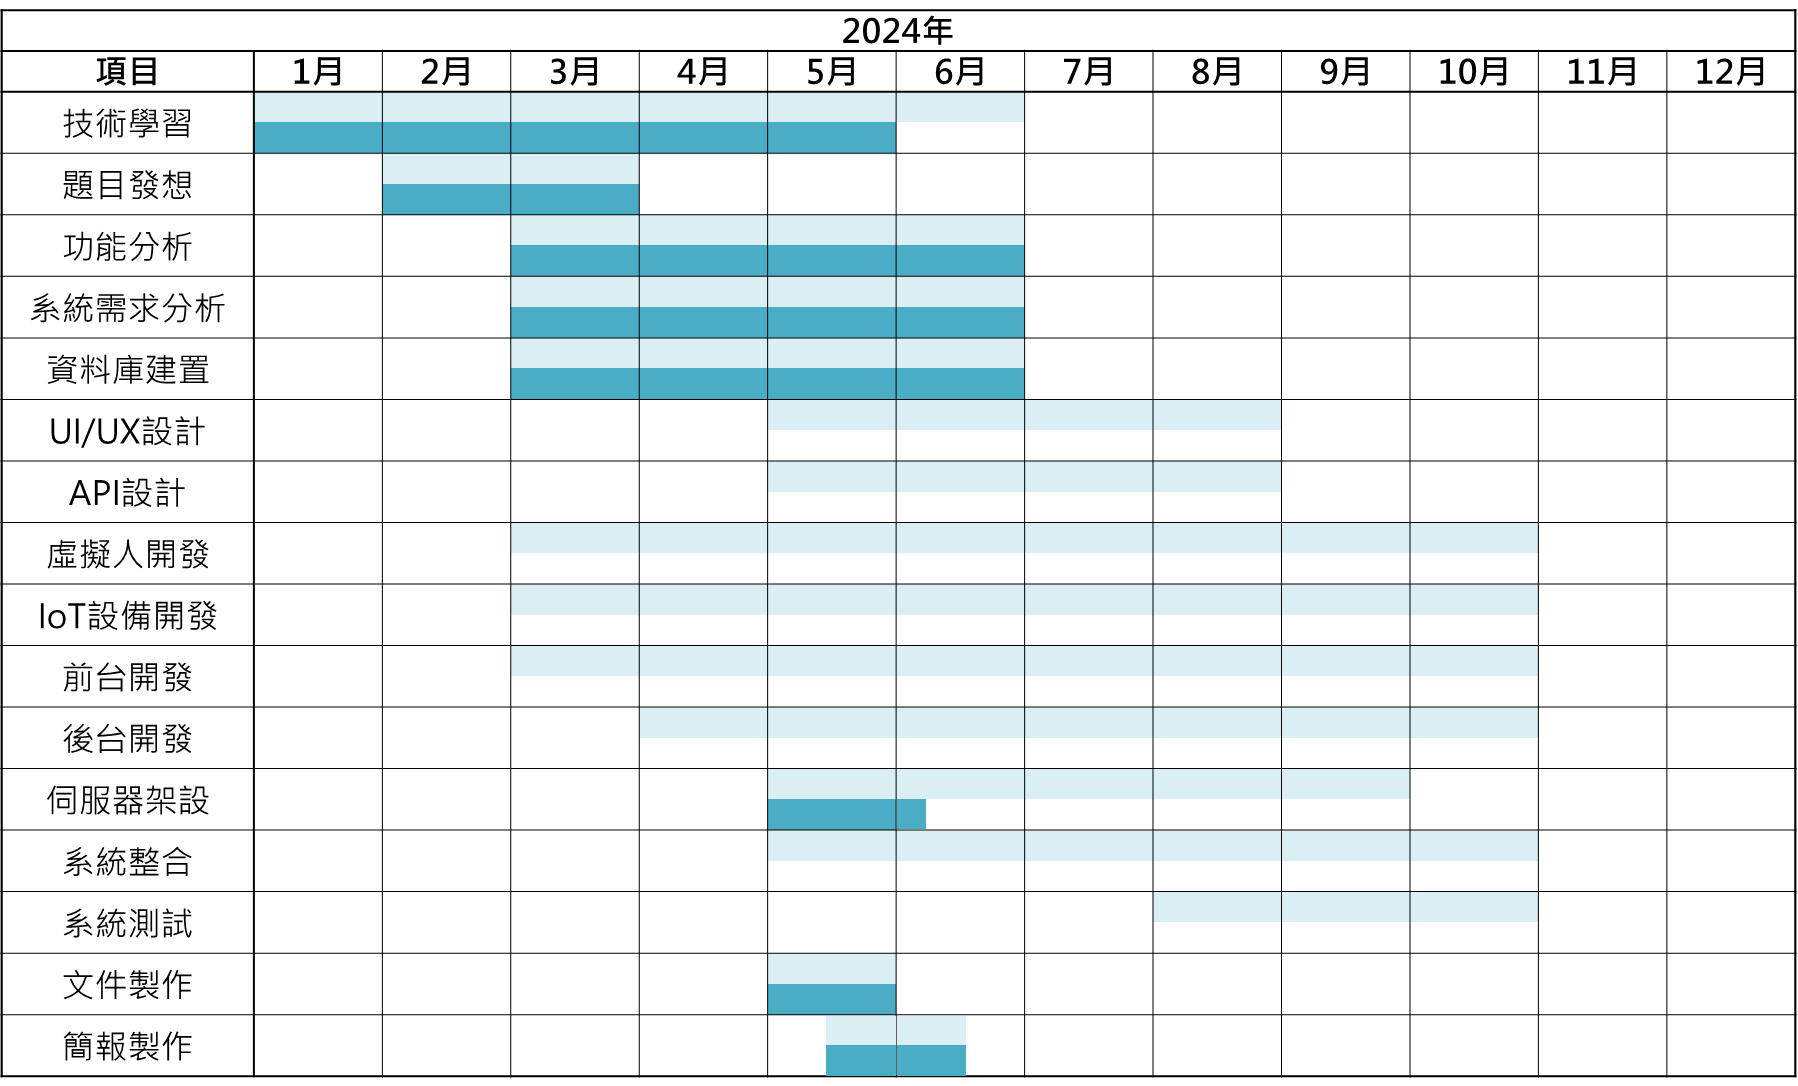 2024年
項目 1月 2月 3月 4月 5月 6月 7月 8月 9月 10月 11月 12月
技術學習
題目發想
功能分析
系統需求分析
資料庫建置
UI/UX設計
API設計
虛擬人開發
IoT設備開發
前台開發
後台開發
伺服器架設
系統整合
系統測試
文件製作
簡報製作